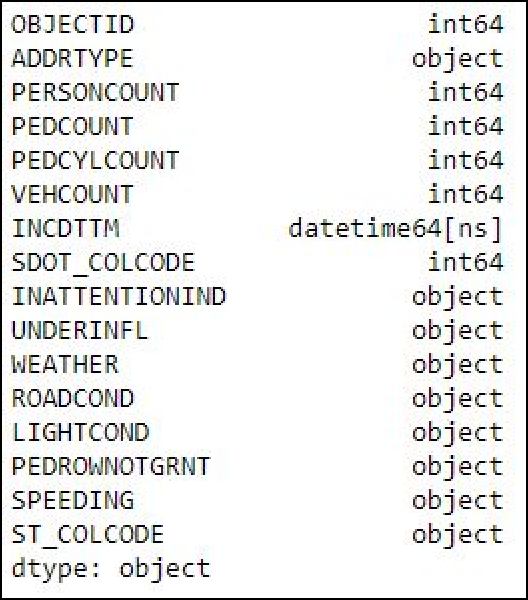 OBJECTID int64
ADDRTYPE object
PERSONCOUNT int64
PEDCOUNT int64
PEDCYLCOUNT int64
VEHCOUNT int64
INCDTTM datetime64[ns]
SDOT_COLCODE int64
INATTENTIONIND object
UNDERINFL object
WEATHER object
ROADCOND object
LIGHTCOND object
PEDROWNOTGRNT object
SPEEDING object
ST_COLCODE object
dtype: object